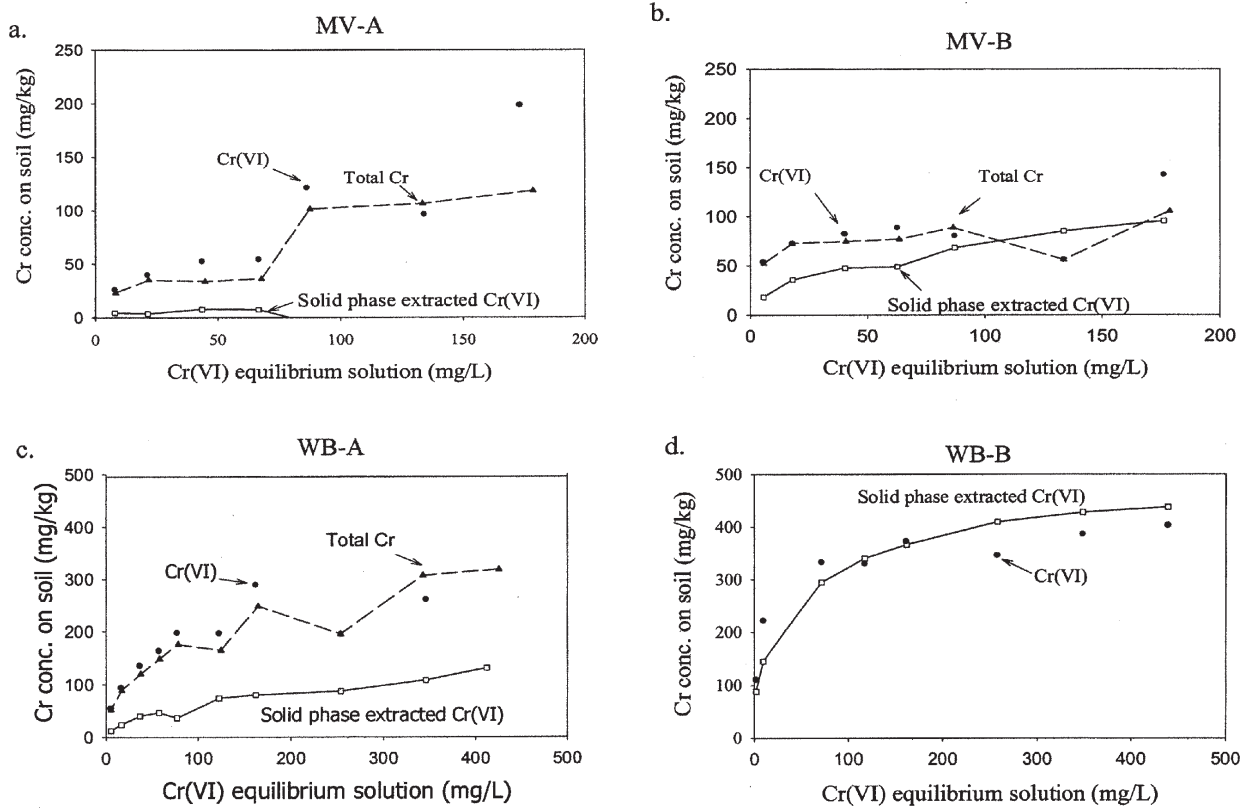 a.
MV-A
Cr conc. on soil (mg/kg)
250
200
150
100
50
0
Cr(VI)
Total Cr
Solid phase extracted Cr(VI)
0 50 100 150 200
Cr(VI) equilibrium solution (mg/L)
b.
MV-B
Cr conc. on soil (mg/kg)
250
200
150
100
50
0
Cr(VI)
Total Cr
Solid phase extracted Cr(VI)
0 50 100 150 200
Cr(VI) equilibrium solution (mg/L)
c.
WB-A
Cr conc. on soil (mg/kg)
500
400
300
200
100
0
Cr(VI)
Total Cr
Solid phase extracted Cr(VI)
0 100 200 300 400 500
Cr(VI) equilibrium solution (mg/L)
d.
WB-B
Cr conc. on soil (mg/kg)
500
400
300
200
100
0
Solid phase extracted Cr(VI)
Cr(VI)
0 100 200 300 400 500
Cr(VI) equilibrium solution (mg/L)